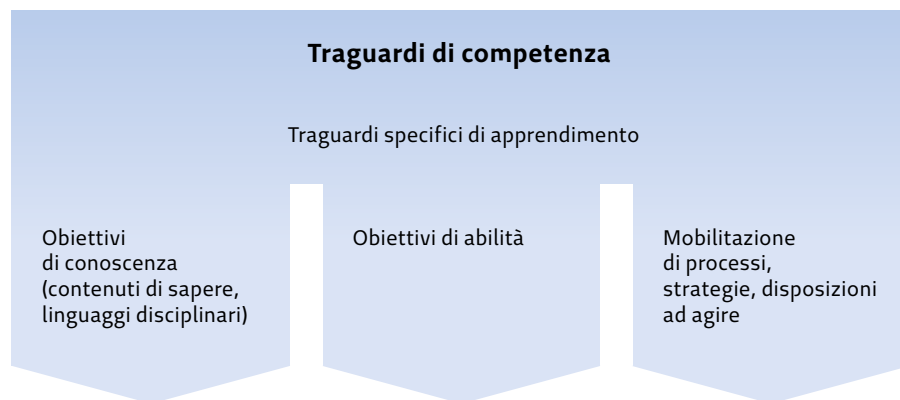 Traguardi di competenza
Traguardi specifici di apprendimento
Obiettivi
di conoscenza
(contenuti di sapere,
linguaggi disciplinari)
Obiettivi di abilità
Mobilitazione
di processi,
strategie, disposizioni
ad agire